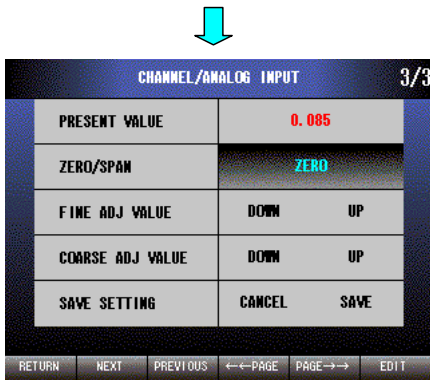 CHANNEL/ANALOG INPUT 3/3
PRESENT VALUE 0.085
ZERO/SPAN ZERO
FINE ADJ VALUE DOWN UP
COARSE ADJ VALUE DOWN UP
SAVE SETTING CANCEL SAVE
RETURN NEXT PREVIOUS ←←PAGE PAGE→→ EDIT